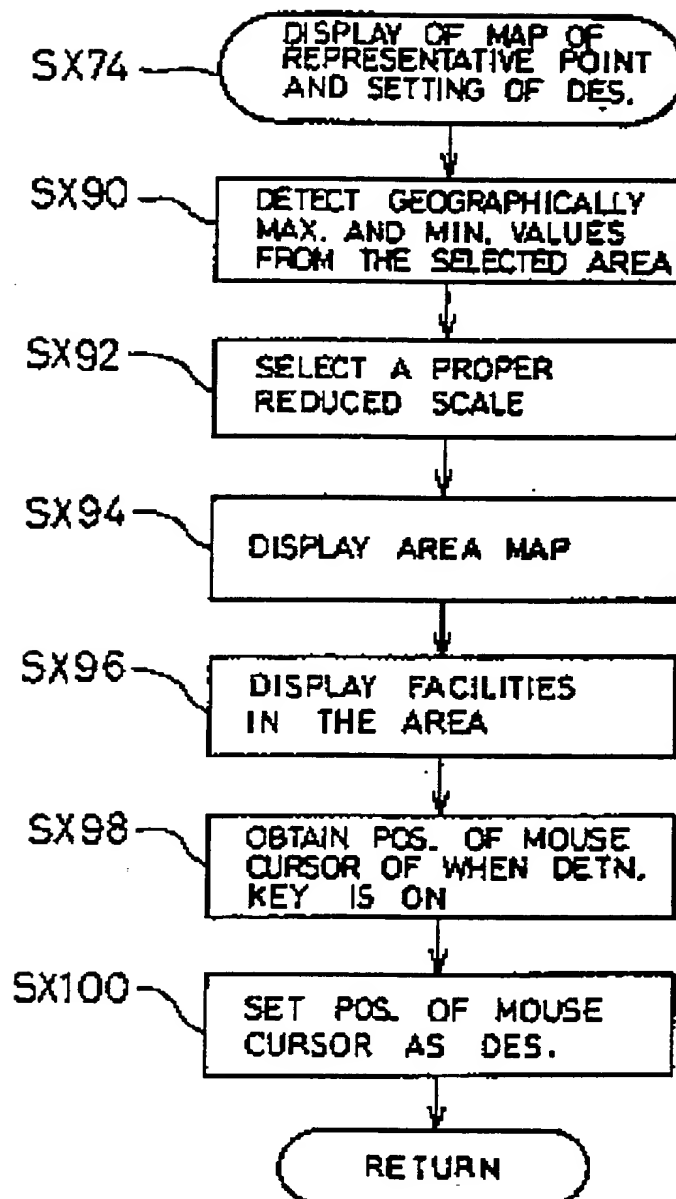 SX74
DISPLAY OF MAP OF
REPRESENTATIVE POINT
AND SETTING OF DES.
SX90
DETECT GEOGRAPHICALLY
MAX. AND MIN. VALUES
FROM THE SELECTED AREA
SX92
SELECT A PROPER
REDUCED SCALE
SX94
DISPLAY AREA MAP
SX96
DISPLAY FACILITIES
IN THE AREA
SX98
OBTAIN POS. OF MOUSE
CURSOR OF WHEN DETN.
KEY IS ON
SX100
SET POS. OF MOUSE
CURSOR AS DES.
RETURN